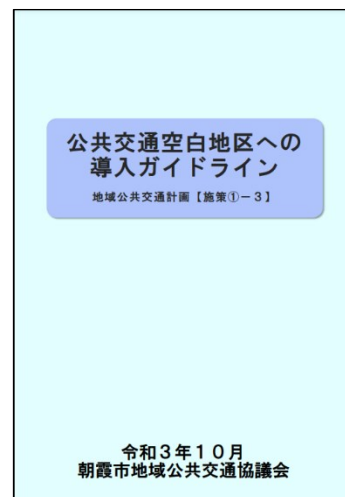 公共交通空白地区への
導入ガイドライン
地域公共交通計画【施策①－３】
令和３年１０月
朝霞市地域公共交通協議会